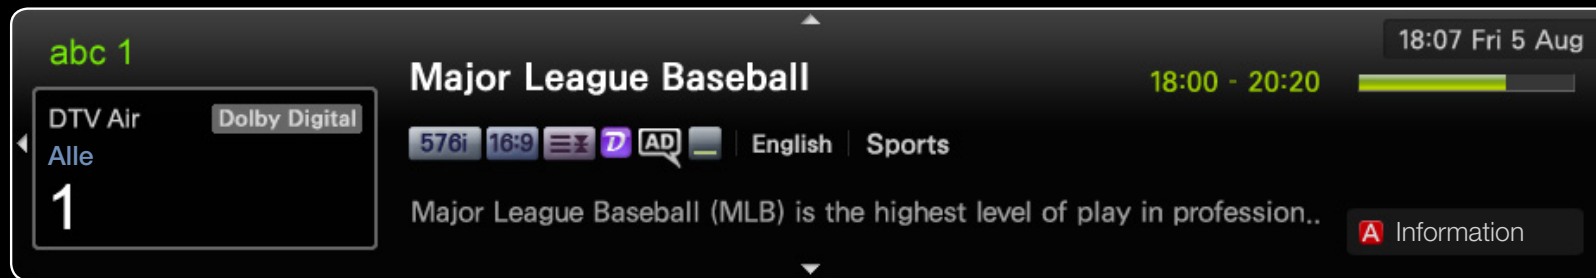 abc 1
DTV Air Dolby Digital
Alle
1
Major League Baseball
18:00 - 20:20
18:07 Fri 5 Aug
576i 16:9 D AD English Sports
Major League Baseball (MLB) is the highest level of play in profession..
A Information